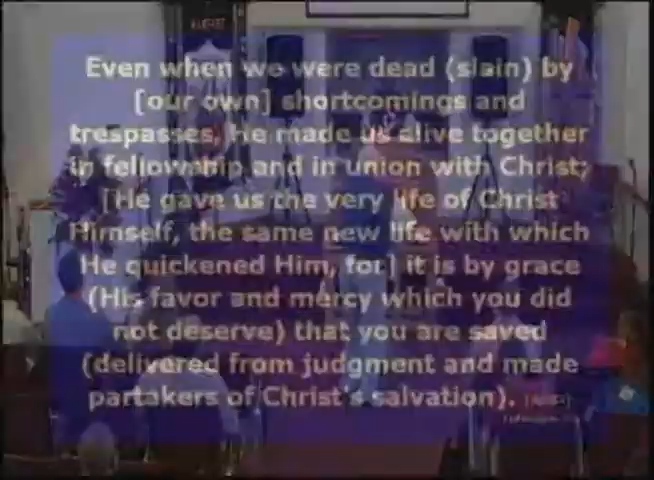 Even when we were dead (slain) by
[our own] shortcomings and
trespasses, He made us alive together
in fellowship and in union with Christ;
[He gave us the very life of Christ
Himself, the same new life with which
He quickened Him, for] it is by grace
(His favor and mercy which you did
not deserve) that you are saved
(delivered from judgment and made
partakers of Christ's salvation).